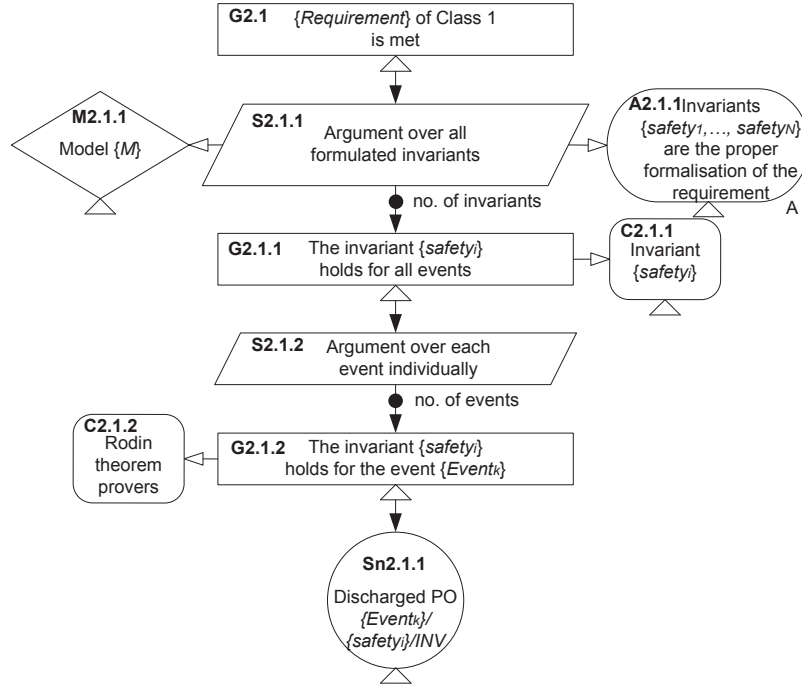 G2.1 {Requirement} of Class 1
is met
M2.1.1
Model {M}
S2.1.1
Argument over all
formulated invariants
A2.1.1 Invariants
{safety1,..., safetyN}
are the proper
formalisation of the
requirement
A
no. of invariants
G2.1.1 The invariant {safetyi}
holds for all events
C2.1.1
Invariant
{safetyi}
S2.1.2 Argument over each
event individually
no. of events
C2.1.2
Rodin
theorem
provers
G2.1.2 The invariant {safetyi}
holds for the event {Eventk}
Sn2.1.1
Discharged PO
{Eventk}/
{safetyi}/INV